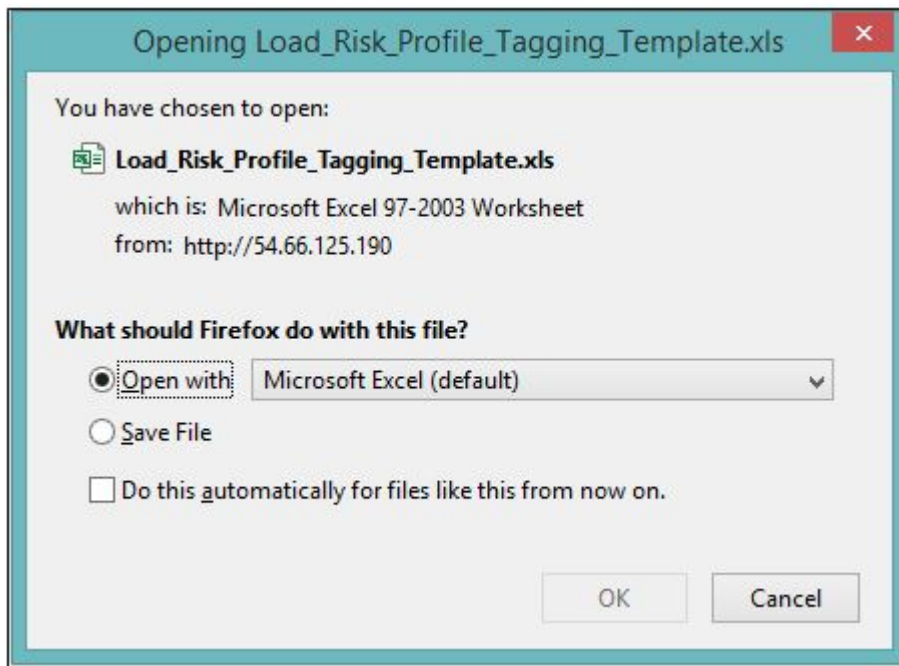 Opening Load_Risk_Profile_Tagging_Template.xls
You have chosen to open:
Load_Risk_Profile_Tagging_Template.xls
which is: Microsoft Excel 97-2003 Worksheet
from: http://54.66.125.190
What should Firefox do with this file?
Open with Microsoft Excel (default)
Save File
Do this automatically for files like this from now on.
OK Cancel